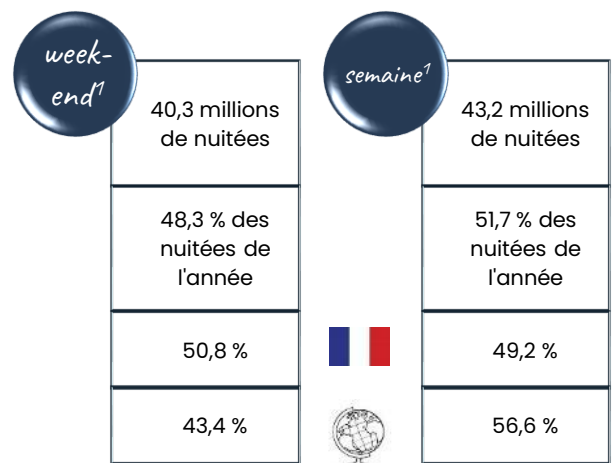 week-
end¹
40,3 millions
de nuitées
48,3 % des
nuitées de
l'année
50,8 %
43,4 %
semaine¹
43,2 millions
de nuitées
51,7 % des
nuitées de
l'année
49,2 %
56,6 %